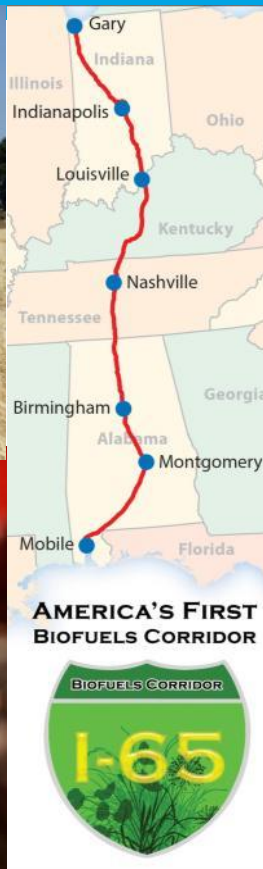 Gary
Illinois
Indiana
Indianapolis
Ohio
Louisville
Kentucky
Nashville
Tennessee
Georgia
Birmingham
Alabama
Montgomery
Mobile
Florida
AMERICA'S FIRST
BIOFUELS CORRIDOR
BIOFUELS CORRIDOR
I-65